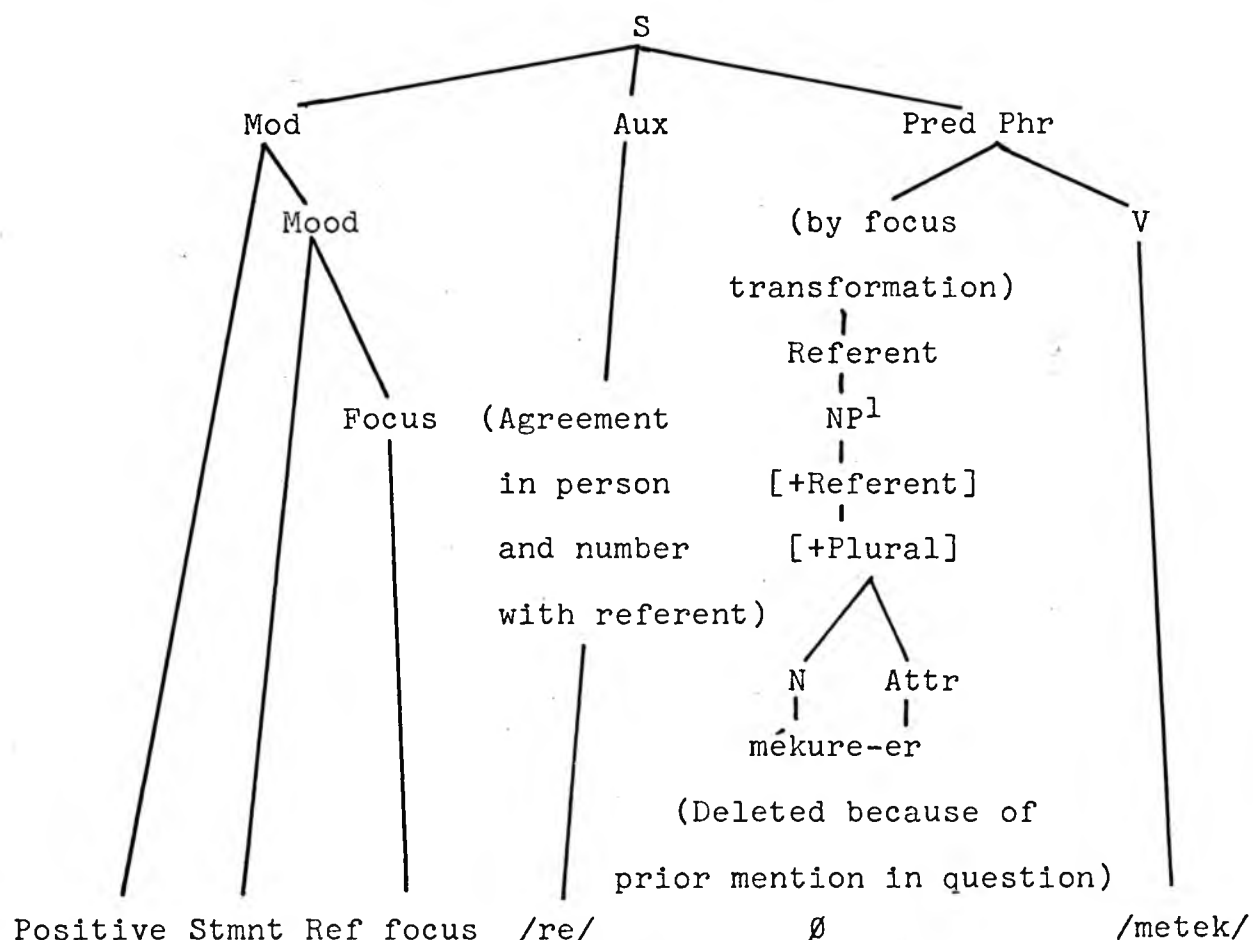 S
Mod Aux Pred Phr
Mood (by focus V
transformation)
Referent
Focus (Agreement NP1
in person [+Referent]
and number [+Plural]
with referent)
N Attr
mékure-er
(Deleted because of
prior mention in question)
Positive Stmnt Ref focus /re/ ∅ /metek/